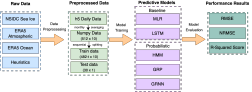 Raw Data
NSIDC Sea Ice
ERA5
Atmospheric
ERA5 Ocean
Heuristics
Data
Preprocessing
Preprocessed Data
h5 Daily Data
Numpy Data
Train data
Test data
Model
Training
Predictive Models
Baseline
MLR
LSTM
Probabilistic
HMM
GRP
GRNN
Model
Evaluation
Performance Results
RMSE
NRMSE
R-Squared Score